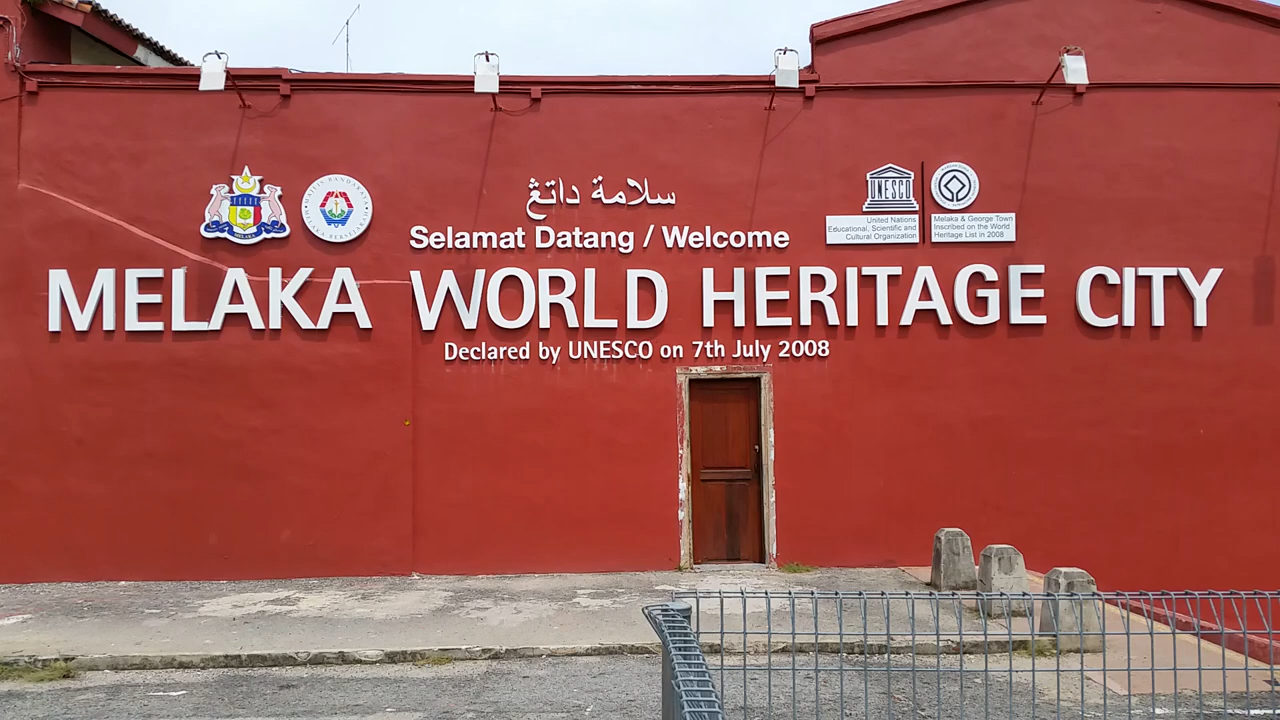 سلامة داتڠ
Selamat Datang / Welcome
MELAKA WORLD HERITAGE CITY
Declared by UNESCO on 7th July 2008
UNESCO
United Nations
Educational, Scientific and
Cultural Organization
Melaka & George Town
Inscribed on the World
Heritage List in 2008
MELAKA